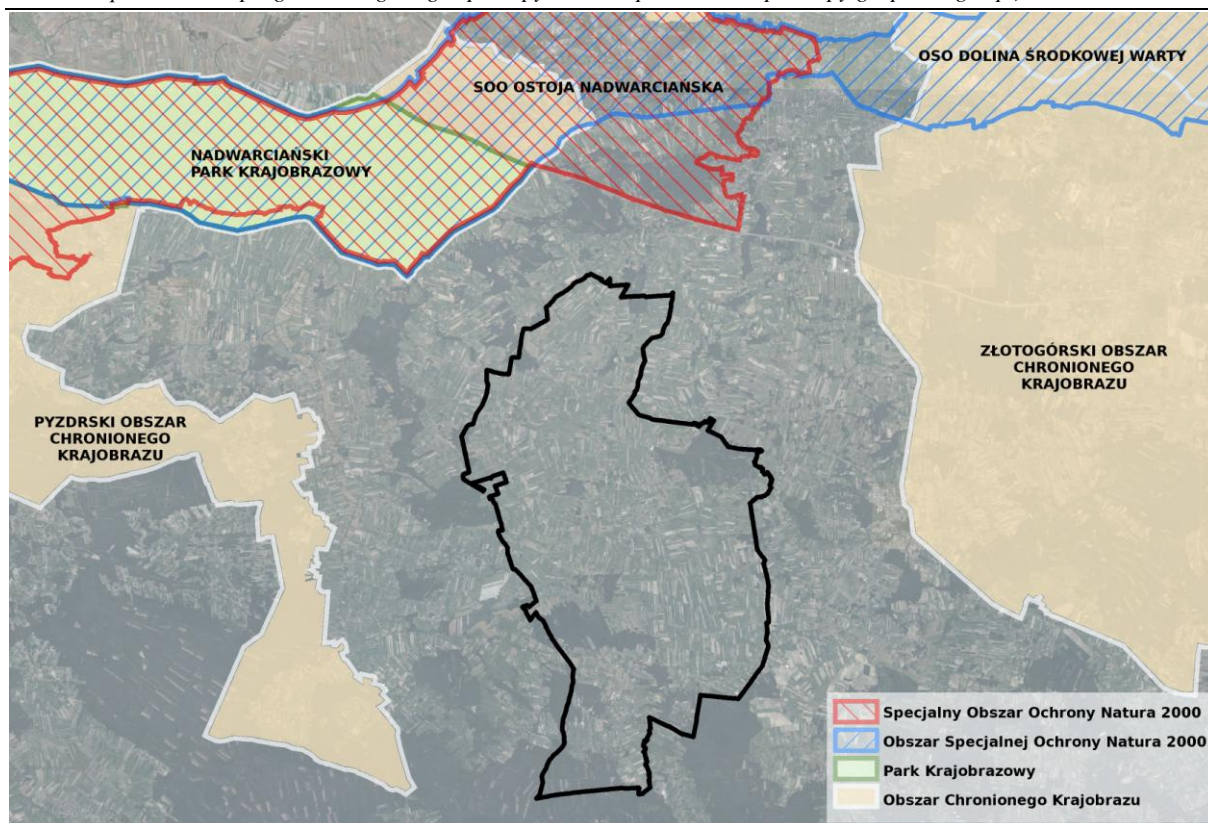 OSO DOLINA ŚRODKOWEJ WARTY
SOO OSTOJA NADWARCIAŃSKA
NADWARCIAŃSKI
PARK KRAJOBRAZOWY
ZŁOTOGÓRSKI OBSZAR
CHRONIONEGO
KRAJOBRAZU
PYZDRSKI OBSZAR
CHRONIONEGO
KRAJOBRAZU
Specjalny Obszar Ochrony Natura 2000
Obszar Specjalnej Ochrony Natura 2000
Park Krajobrazowy
Obszar Chronionego Krajobrazu